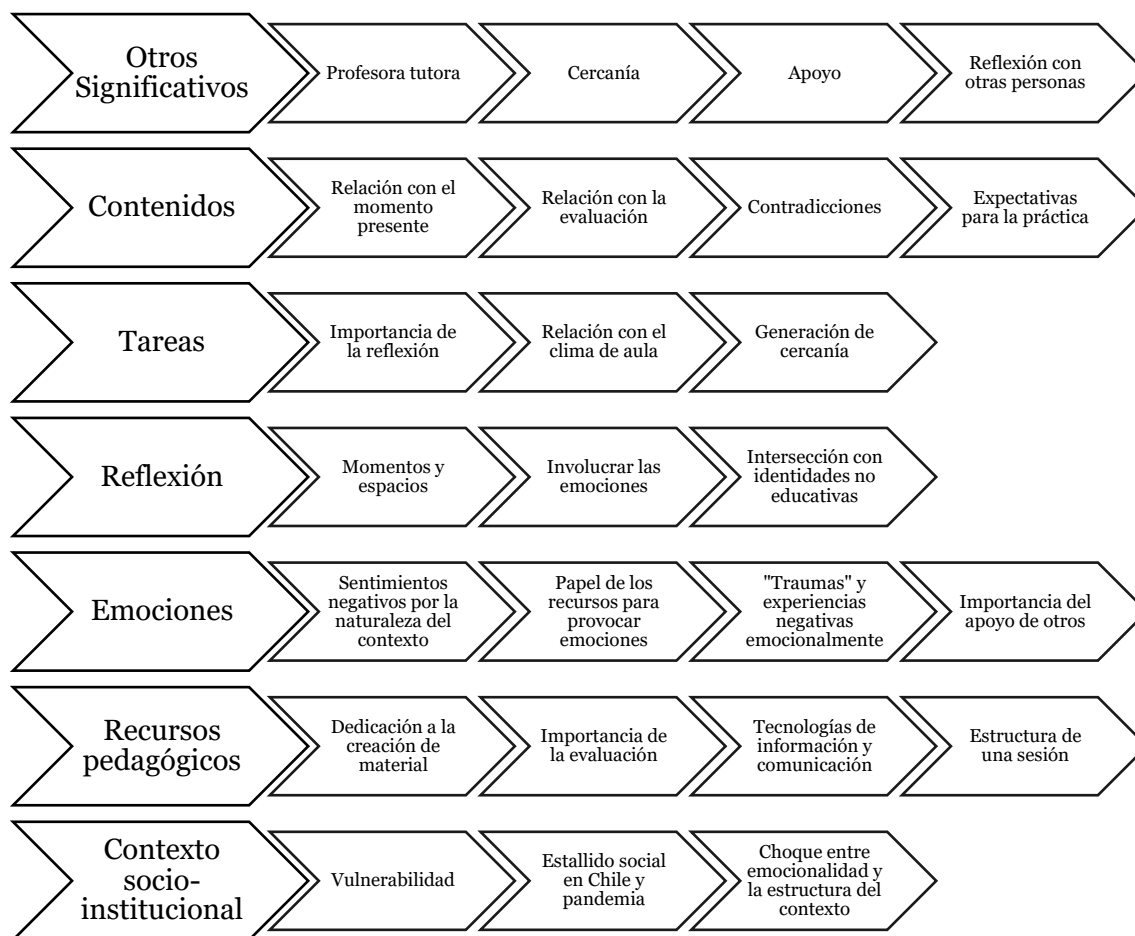 Otros
Significativos
Profesora tutora
Cercanía
Apoyo
Reflexión con
otras personas
Contenidos
Relación con el
momento
presente
Relación con la
evaluación
Contradicciones
Expectativas
para la práctica
Tareas
Importancia de
la reflexión
Relación con el
clima de aula
Generación de
cercanía
Reflexión
Momentos y
espacios
Involucrar las
emociones
Intersección con
identidades no
educativas
Emociones
Sentimientos
negativos por la
naturaleza del
contexto
Papel de los
recursos para
provocar
emociones
"Traumas" y
experiencias
negativas
emocionalmente
Importancia del
apoyo de otros
Recursos
pedagógicos
Dedicación a la
creación de
material
Importancia de
la evaluación
Tecnologías de
información y
comunicación
Estructura de
una sesión
Contexto
socio-
institucional
Vulnerabilidad
Estallido social
en Chile y
pandemia
Choque entre
emocionalidad y
la estructura del
contexto